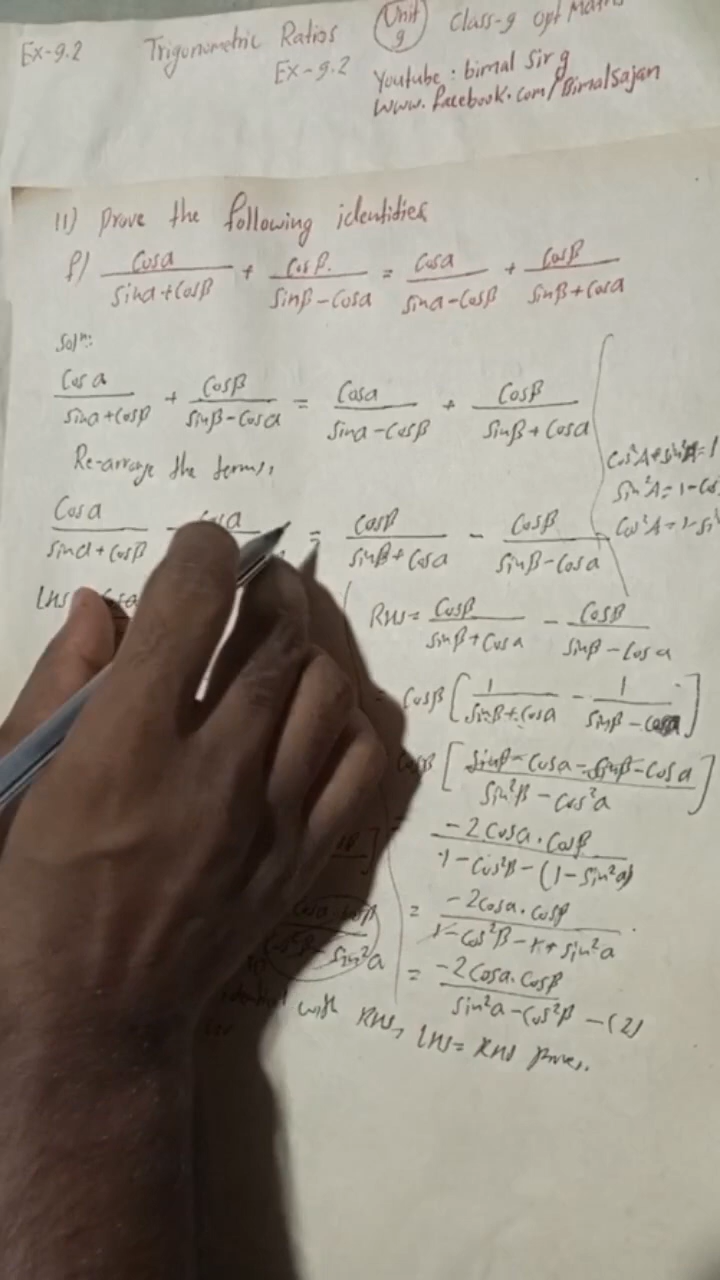 Ex-9.2 Trigonometric Ratios Unit 9 Class-9 opt Maths
Ex-9.2 Youtube: bimal Sir g
www.facebook.com/Bimalsajan
11) prove the following identities
f) Cosα/(Sinα+Cosβ) + Cosβ/(Sinβ-Cosα) = Cosα/(Sinα-Cosβ) + Cosβ/(Sinβ+Cosα)
Solⁿ:
Cosα/(Sinα+Cosβ) + Cosβ/(Sinβ-Cosα) = Cosα/(Sinα-Cosβ) + Cosβ/(Sinβ+Cosα)
Re-arrange the terms,
Cos²A+Sin²A=1
Sin²A=1-Cos
Cos²A=1-Si
Cosα/(Sinα+Cosβ) - = Cosβ/(Sinβ+Cosα) - Cosβ/(Sinβ-Cosα)
LHS
RHS = Cosβ/(Sinβ+Cosα) - Cosβ/(Sinβ-Cosα)
Cosβ[1/(Sinβ+Cosα) - 1/(Sinβ-Cosα)]
Cosβ[(Sinβ-Cosα-Sinβ-Cosα)/(Sin²β-Cos²α)]
= -2Cosα.Cosβ/(1-Cos²β-(1-Sin²α))
= -2Cosα.Cosβ/(1-Cos²β-1+Sin²α)
= -2Cosα.Cosβ/(Sin²α-Cos²β) -(2)
with RHS, LHS=RHS prove.